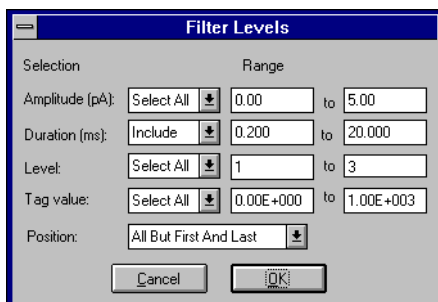 Filter Levels
Selection Range
Amplitude (pA): Select All 0.00 to 5.00
Duration (ms): Include 0.200 to 20.000
Level: Select All 1 to 3
Tag value: Select All 0.00E+000 to 1.00E+003
Position: All But First And Last
Cancel OK